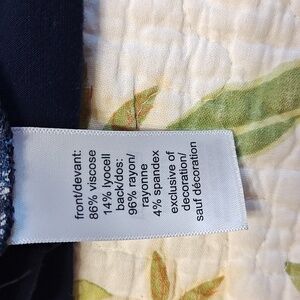 front/devant:
86% viscose
14% lyocell
back/dos:
96% rayon/
rayonne
4% spandex
exclusive of
decoration/
sauf décoration